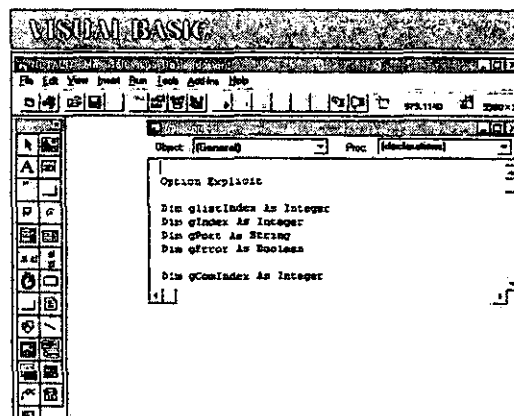 VISUAL BASIC
File Edit View Insert Run Tools Add-Ins Help
Object: (General) Proc: (declarations)
Option Explicit
Dim glistIndex As Integer
Dim gIndex As Integer
Dim gPort As String
Dim gError As Boolean
Dim gComIndex As Integer